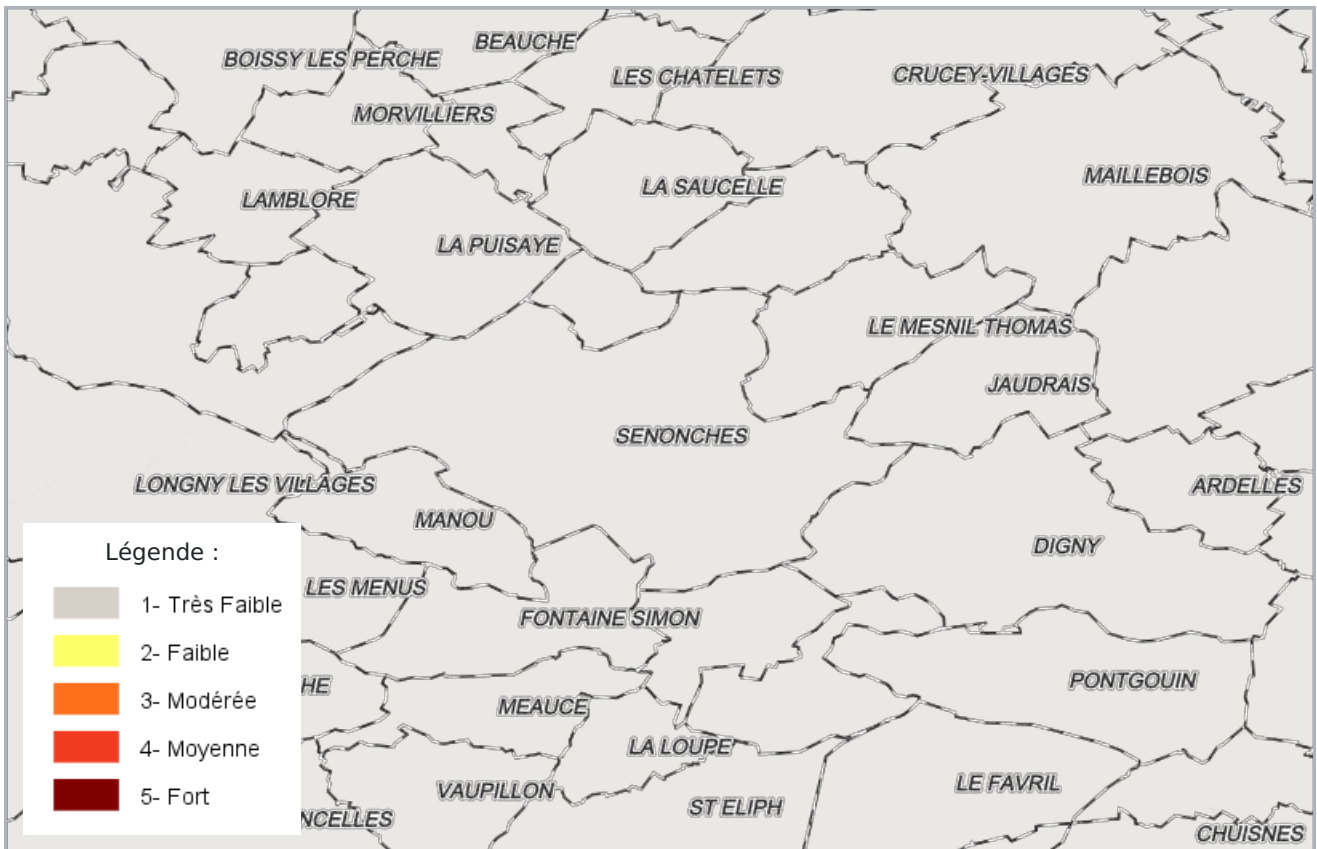 BEAUCHE
BOISSY LES PERCHE
LES CHATELETS
CRUCEY-VILLAGES
MORVILLIERS
MAILLEBOIS
LA SAUCELLE
LAMBLORE
LA PUISAYE
LE MESNIL THOMAS
JAUDRAIS
SENONCHES
LONGNY LES VILLAGES
ARDELLES
MANOU
DIGNY
Légende :
1- Très Faible
2- Faible
3- Modérée
4- Moyenne
5- Fort
LES MENUS
FONTAINE SIMON
HE
PONTGOUIN
MEAUCE
LA LOUPE
LE FAVRIL
VAUPILLON
ST ELIPH
NCELLES
CHUISNES